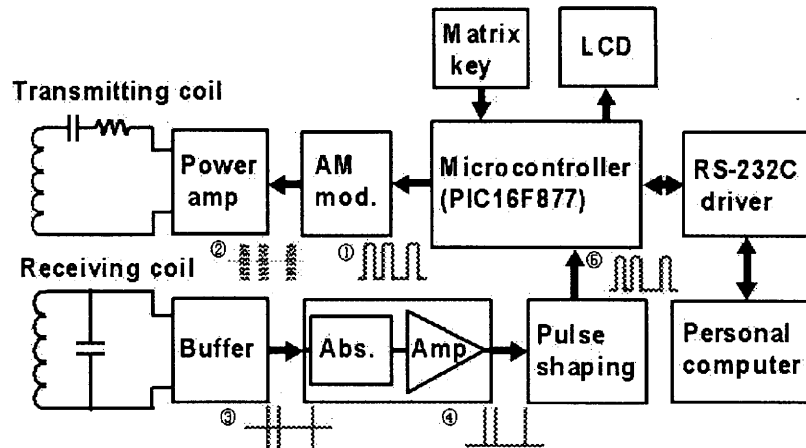 Matrix
key
LCD
Transmitting coil
Power
amp
AM
mod.
Microcontroller
(PIC16F877)
RS-232C
driver
②
①
⑤
Receiving coil
Buffer
Abs.
Amp
Pulse
shaping
Personal
computer
③
④